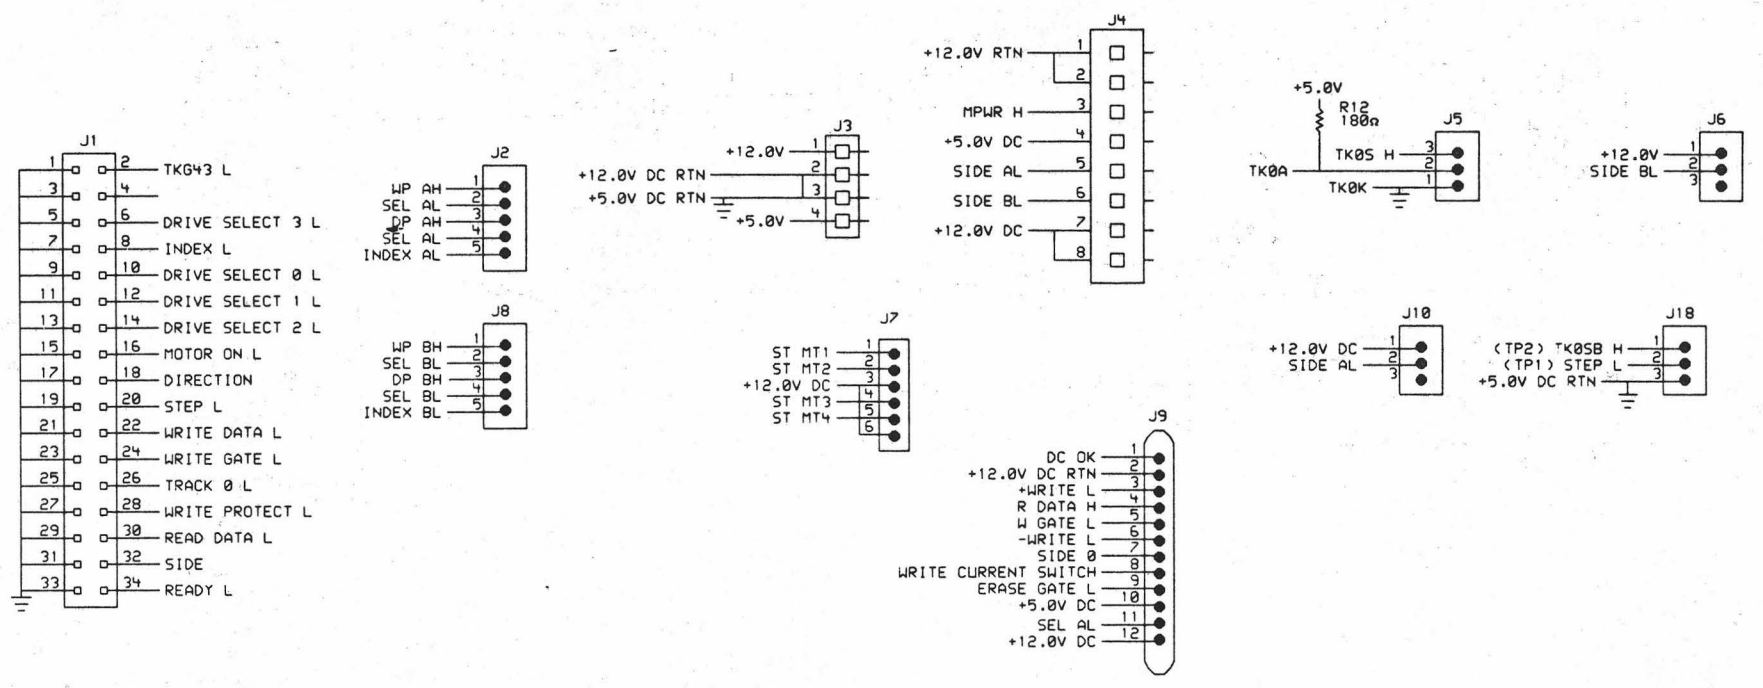 J1
1 2 TKG43 L
3 4
5 6 DRIVE SELECT 3 L
7 8 INDEX L
9 10 DRIVE SELECT 0 L
11 12 DRIVE SELECT 1 L
13 14 DRIVE SELECT 2 L
15 16 MOTOR ON L
17 18 DIRECTION
19 20 STEP L
21 22 WRITE DATA L
23 24 WRITE GATE L
25 26 TRACK 0 L
27 28 WRITE PROTECT L
29 30 READ DATA L
31 32 SIDE
33 34 READY L
J2
WP AH 1
SEL AL 2
DP AH 3
SEL AL 4
INDEX AL 5
J8
WP BH 1
SEL BL 2
DP BH 3
SEL BL 4
INDEX BL 5
J3
+12.0V 1
+12.0V DC RTN 2
+5.0V DC RTN 3
+5.0V 4
J7
ST MT1 1
ST MT2 2
+12.0V DC 3
ST MT3 4
ST MT4 5
6
J4
+12.0V RTN 1
2
MPWR H 3
+5.0V DC 4
SIDE AL 5
SIDE BL 6
+12.0V DC 7
8
J9
DC OK 1
+12.0V DC RTN 2
+WRITE L 3
R DATA H 4
W GATE L 5
-WRITE L 6
SIDE 0 7
WRITE CURRENT SWITCH 8
ERASE GATE L 9
+5.0V DC 10
SEL AL 11
+12.0V DC 12
+5.0V
R12
180Ω
J5
TK0S H 3
TK0A 2
TK0K 1
J6
+12.0V 1
SIDE BL 2
3
J10
+12.0V DC 1
SIDE AL 2
3
J18
(TP2) TK0SB H 1
(TP1) STEP L 2
+5.0V DC RTN 3